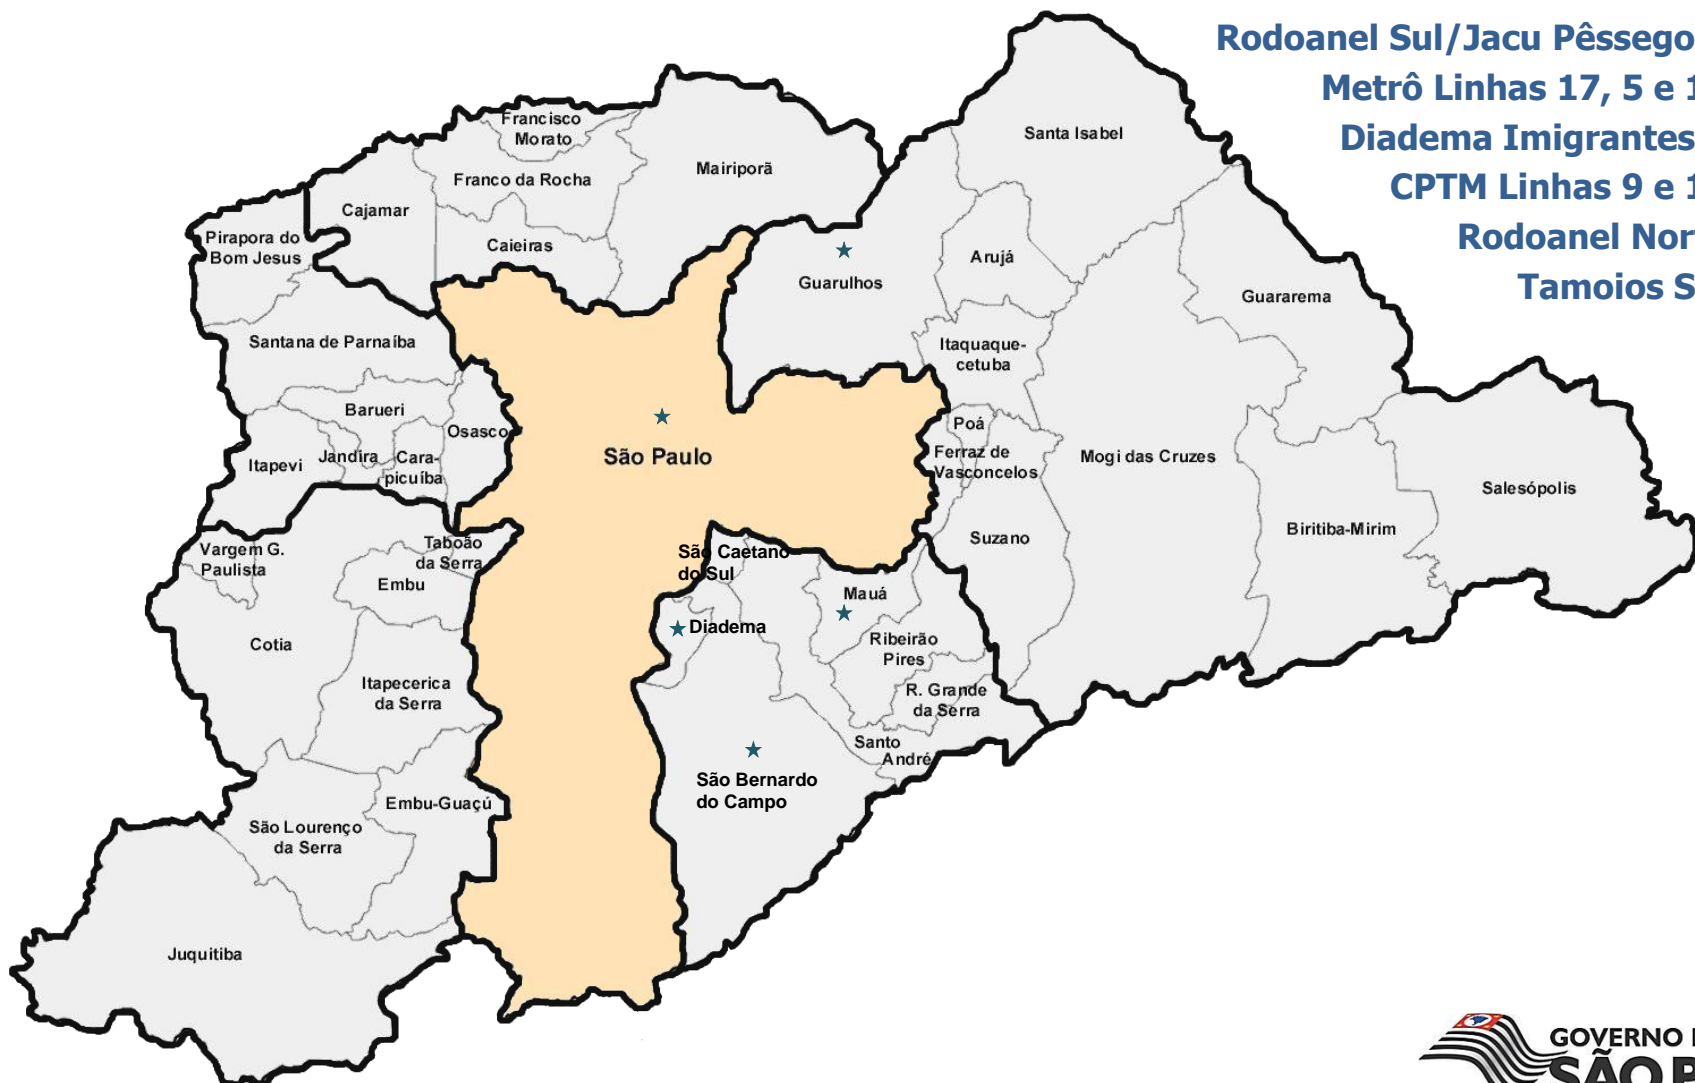 Rodoanel Sul/Jacu Pêssego
Metrô Linhas 17, 5 e 1
Diadema Imigrantes
CPTM Linhas 9 e 1
Rodoanel Nor
Tamoios S
Francisco
Morato
Santa Isabel
Mairiporã
Franco da Rocha
Cajamar
Pirapora do
Bom Jesus
Caieiras
Arujá
Guarulhos
Guararema
Santana de Parnaíba
Itaquaque-
cetuba
Barueri
Osasco
Poá
Itapevi
Jandira
Cara-
picuíba
São Paulo
Ferraz de
Vasconcelos
Mogi das Cruzes
Salesópolis
Biritiba-Mirim
Suzano
Vargem G.
Paulista
Taboão
da Serra
Embu
São Caetano
do Sul
Mauá
Diadema
Cotia
Ribeirão
Pires
Itapecerica
da Serra
R. Grande
da Serra
Santo
André
São Bernardo
do Campo
Embu-Guaçú
São Lourenço
da Serra
Juquitiba
GOVERNO
SÃO P